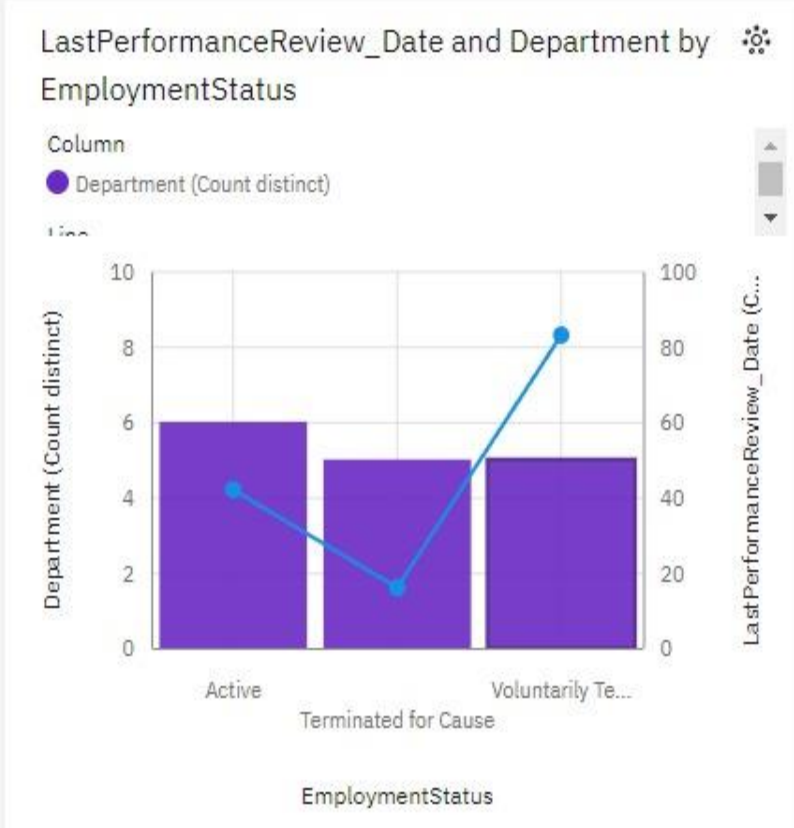 LastPerformanceReview_Date and Department by
EmploymentStatus
Column
Department (Count distinct)
Line
10
8
6
4
2
0
Department (Count distinct)
100
80
60
40
20
0
LastPerformanceReview_Date (C...
Active
Voluntarily Te...
Terminated for Cause
EmploymentStatus